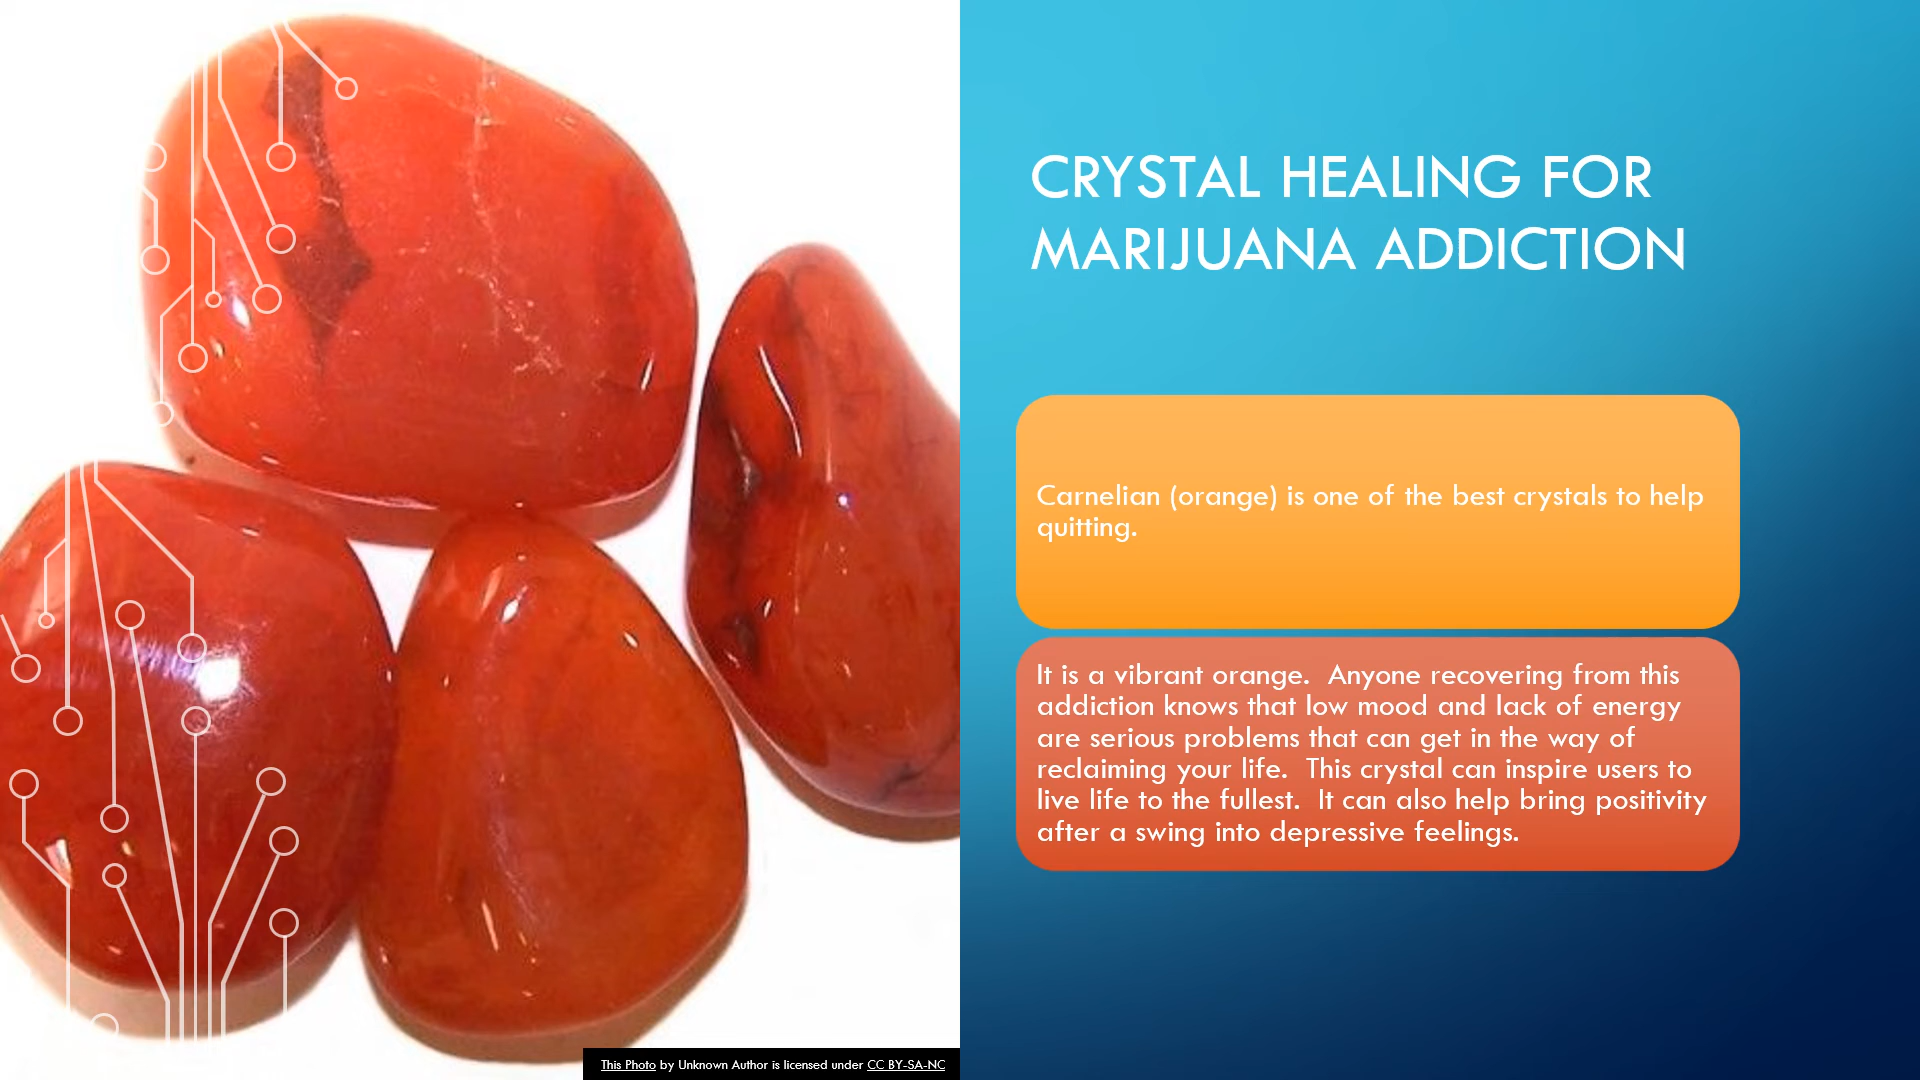 CRYSTAL HEALING FOR
MARIJUANA ADDICTION
Carnelian (orange) is one of the best crystals to help
quitting.
It is a vibrant orange.  Anyone recovering from this
addiction knows that low mood and lack of energy
are serious problems that can get in the way of
reclaiming your life.  This crystal can inspire users to
live life to the fullest.  It can also help bring positivity
after a swing into depressive feelings.
This Photo by Unknown Author is licensed under CC BY-SA-NC